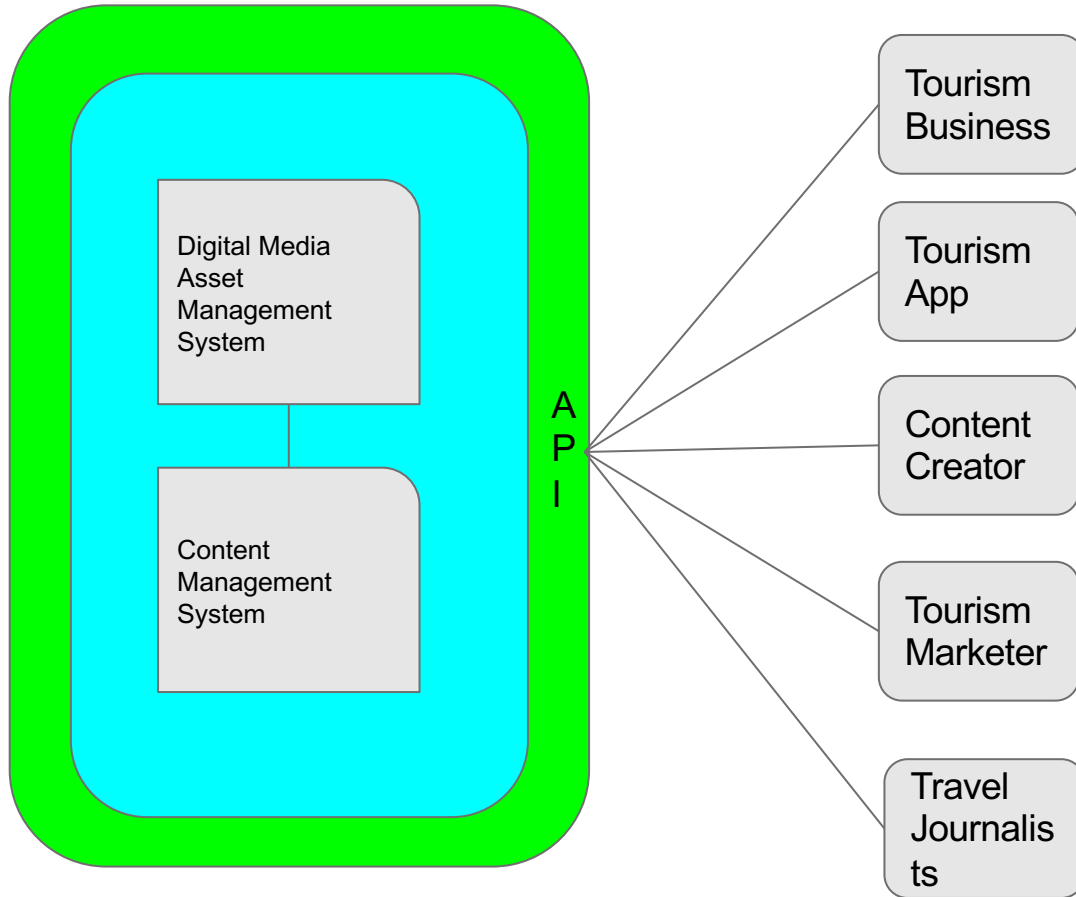 Digital Media
Asset
Management
System
Content
Management
System
A
P
I
Tourism
Business
Tourism
App
Content
Creator
Tourism
Marketer
Travel
Journalis
ts